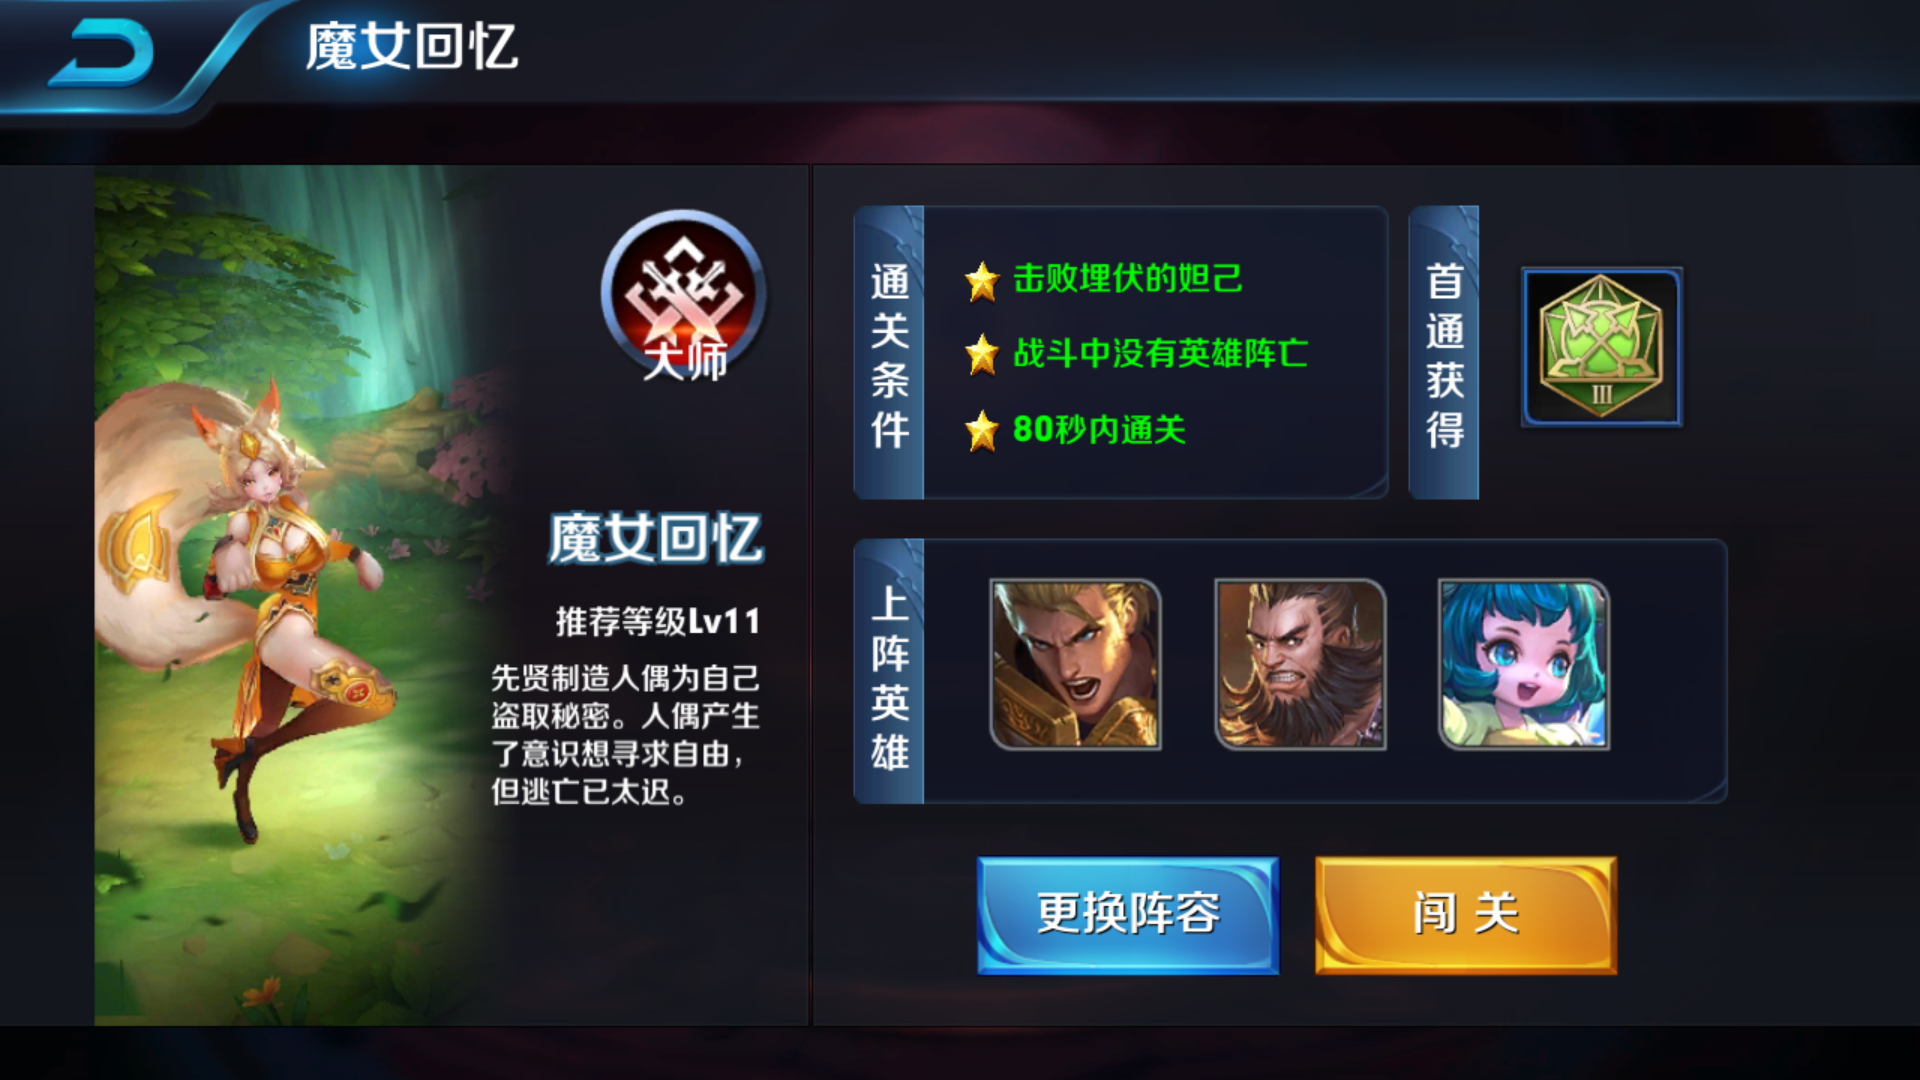 魔女回忆
大师
魔女回忆
推荐等级Lv11
先贤制造人偶为自己
盗取秘密。人偶产生
了意识想寻求自由，
但逃亡已太迟。
通关条件
击败埋伏的妲己
战斗中没有英雄阵亡
80秒内通关
首通获得
III
上阵英雄
更换阵容
闯关